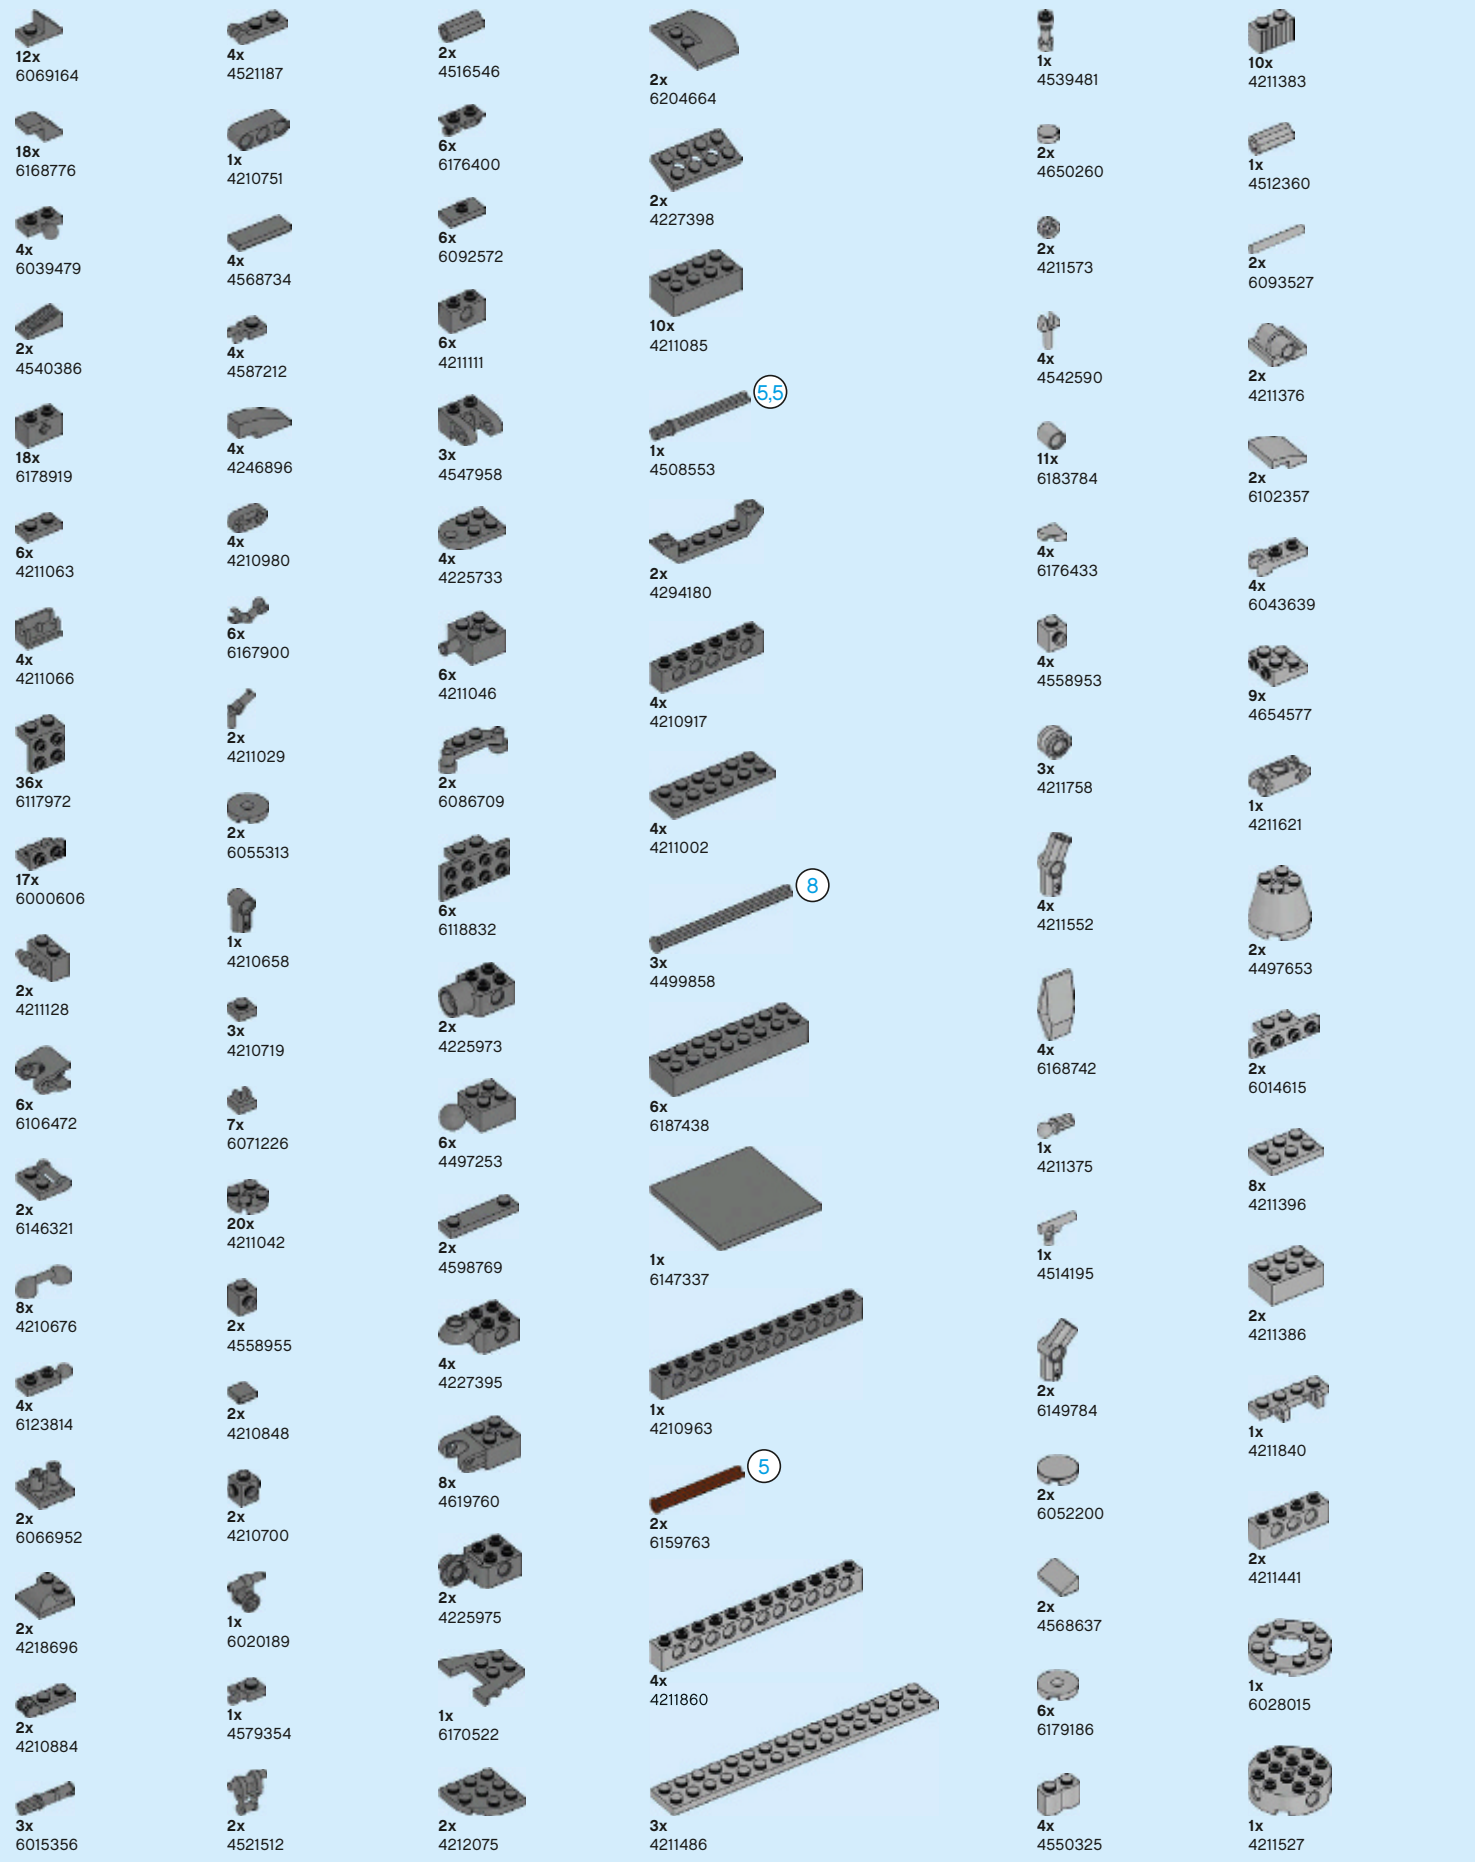 12x
6069164
18x
6168776
4x
6039479
2x
4540386
18x
6178919
6x
4211063
4x
4211066
36x
6117972
17x
6000606
2x
4211128
6x
6106472
2x
6146321
8x
4210676
4x
6123814
2x
6066952
2x
4218696
2x
4210884
3x
6015356
4x
4521187
1x
4210751
4x
4568734
4x
4587212
4x
4246896
4x
4210980
6x
6167900
2x
4211029
2x
6055313
1x
4210658
3x
4210719
7x
6071226
20x
4211042
2x
4558955
2x
4210848
2x
4210700
1x
6020189
1x
4579354
2x
4521512
2x
4516546
6x
6176400
6x
6092572
6x
4211111
3x
4547958
4x
4225733
6x
4211046
2x
6086709
6x
6118832
2x
4225973
6x
4497253
2x
4598769
4x
4227395
8x
4619760
2x
4225975
1x
6170522
2x
4212075
2x
6204664
2x
4227398
10x
4211085
5,5
1x
4508553
2x
4294180
4x
4210917
4x
4211002
8
3x
4499858
6x
6187438
1x
6147337
1x
4210963
5
2x
6159763
4x
4211860
3x
4211486
1x
4539481
2x
4650260
2x
4211573
4x
4542590
11x
6183784
4x
6176433
4x
4558953
3x
4211758
4x
4211552
4x
6168742
1x
4211375
1x
4514195
2x
6149784
2x
6052200
2x
4568637
6x
6179186
4x
4550325
10x
4211383
1x
4512360
2x
6093527
2x
4211376
2x
6102357
4x
6043639
9x
4654577
1x
4211621
2x
4497653
2x
6014615
8x
4211396
2x
4211386
1x
4211840
2x
4211441
1x
6028015
1x
4211527